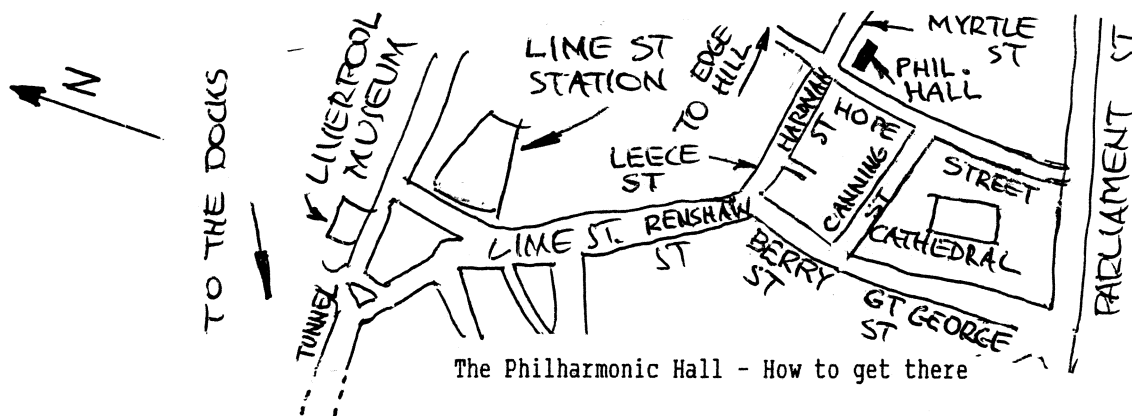 N
TO THE DOCKS
LIVERPOOL
MUSEUM
LIME ST
STATION
TO EDGE
HILL
MYRTLE
ST
PHIL.
HALL
HARDMAN
ST
HOPE
STREET
LEECE
ST
CANNING
ST
CATHEDRAL
PARLIAMENT ST
LIME ST.
RENSHAW
ST
BERRY
ST
GT GEORGE
ST
TUNNEL
The Philharmonic Hall - How to get there